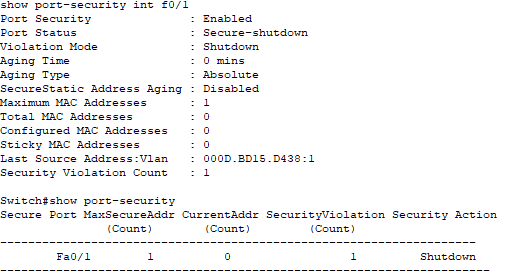 show port-security int f0/1
Port Security : Enabled
Port Status : Secure-shutdown
Violation Mode : Shutdown
Aging Time : 0 mins
Aging Type : Absolute
SecureStatic Address Aging : Disabled
Maximum MAC Addresses : 1
Total MAC Addresses : 0
Configured MAC Addresses : 0
Sticky MAC Addresses : 0
Last Source Address:Vlan : 000D.BD15.D438:1
Security Violation Count : 1

Switch#show port-security
Secure Port MaxSecureAddr CurrentAddr SecurityViolation Security Action
(Count) (Count) (Count)
--------------------------------------------------------------------
Fa0/1 1 0 1 Shutdown
----------------------------------------------------------------------